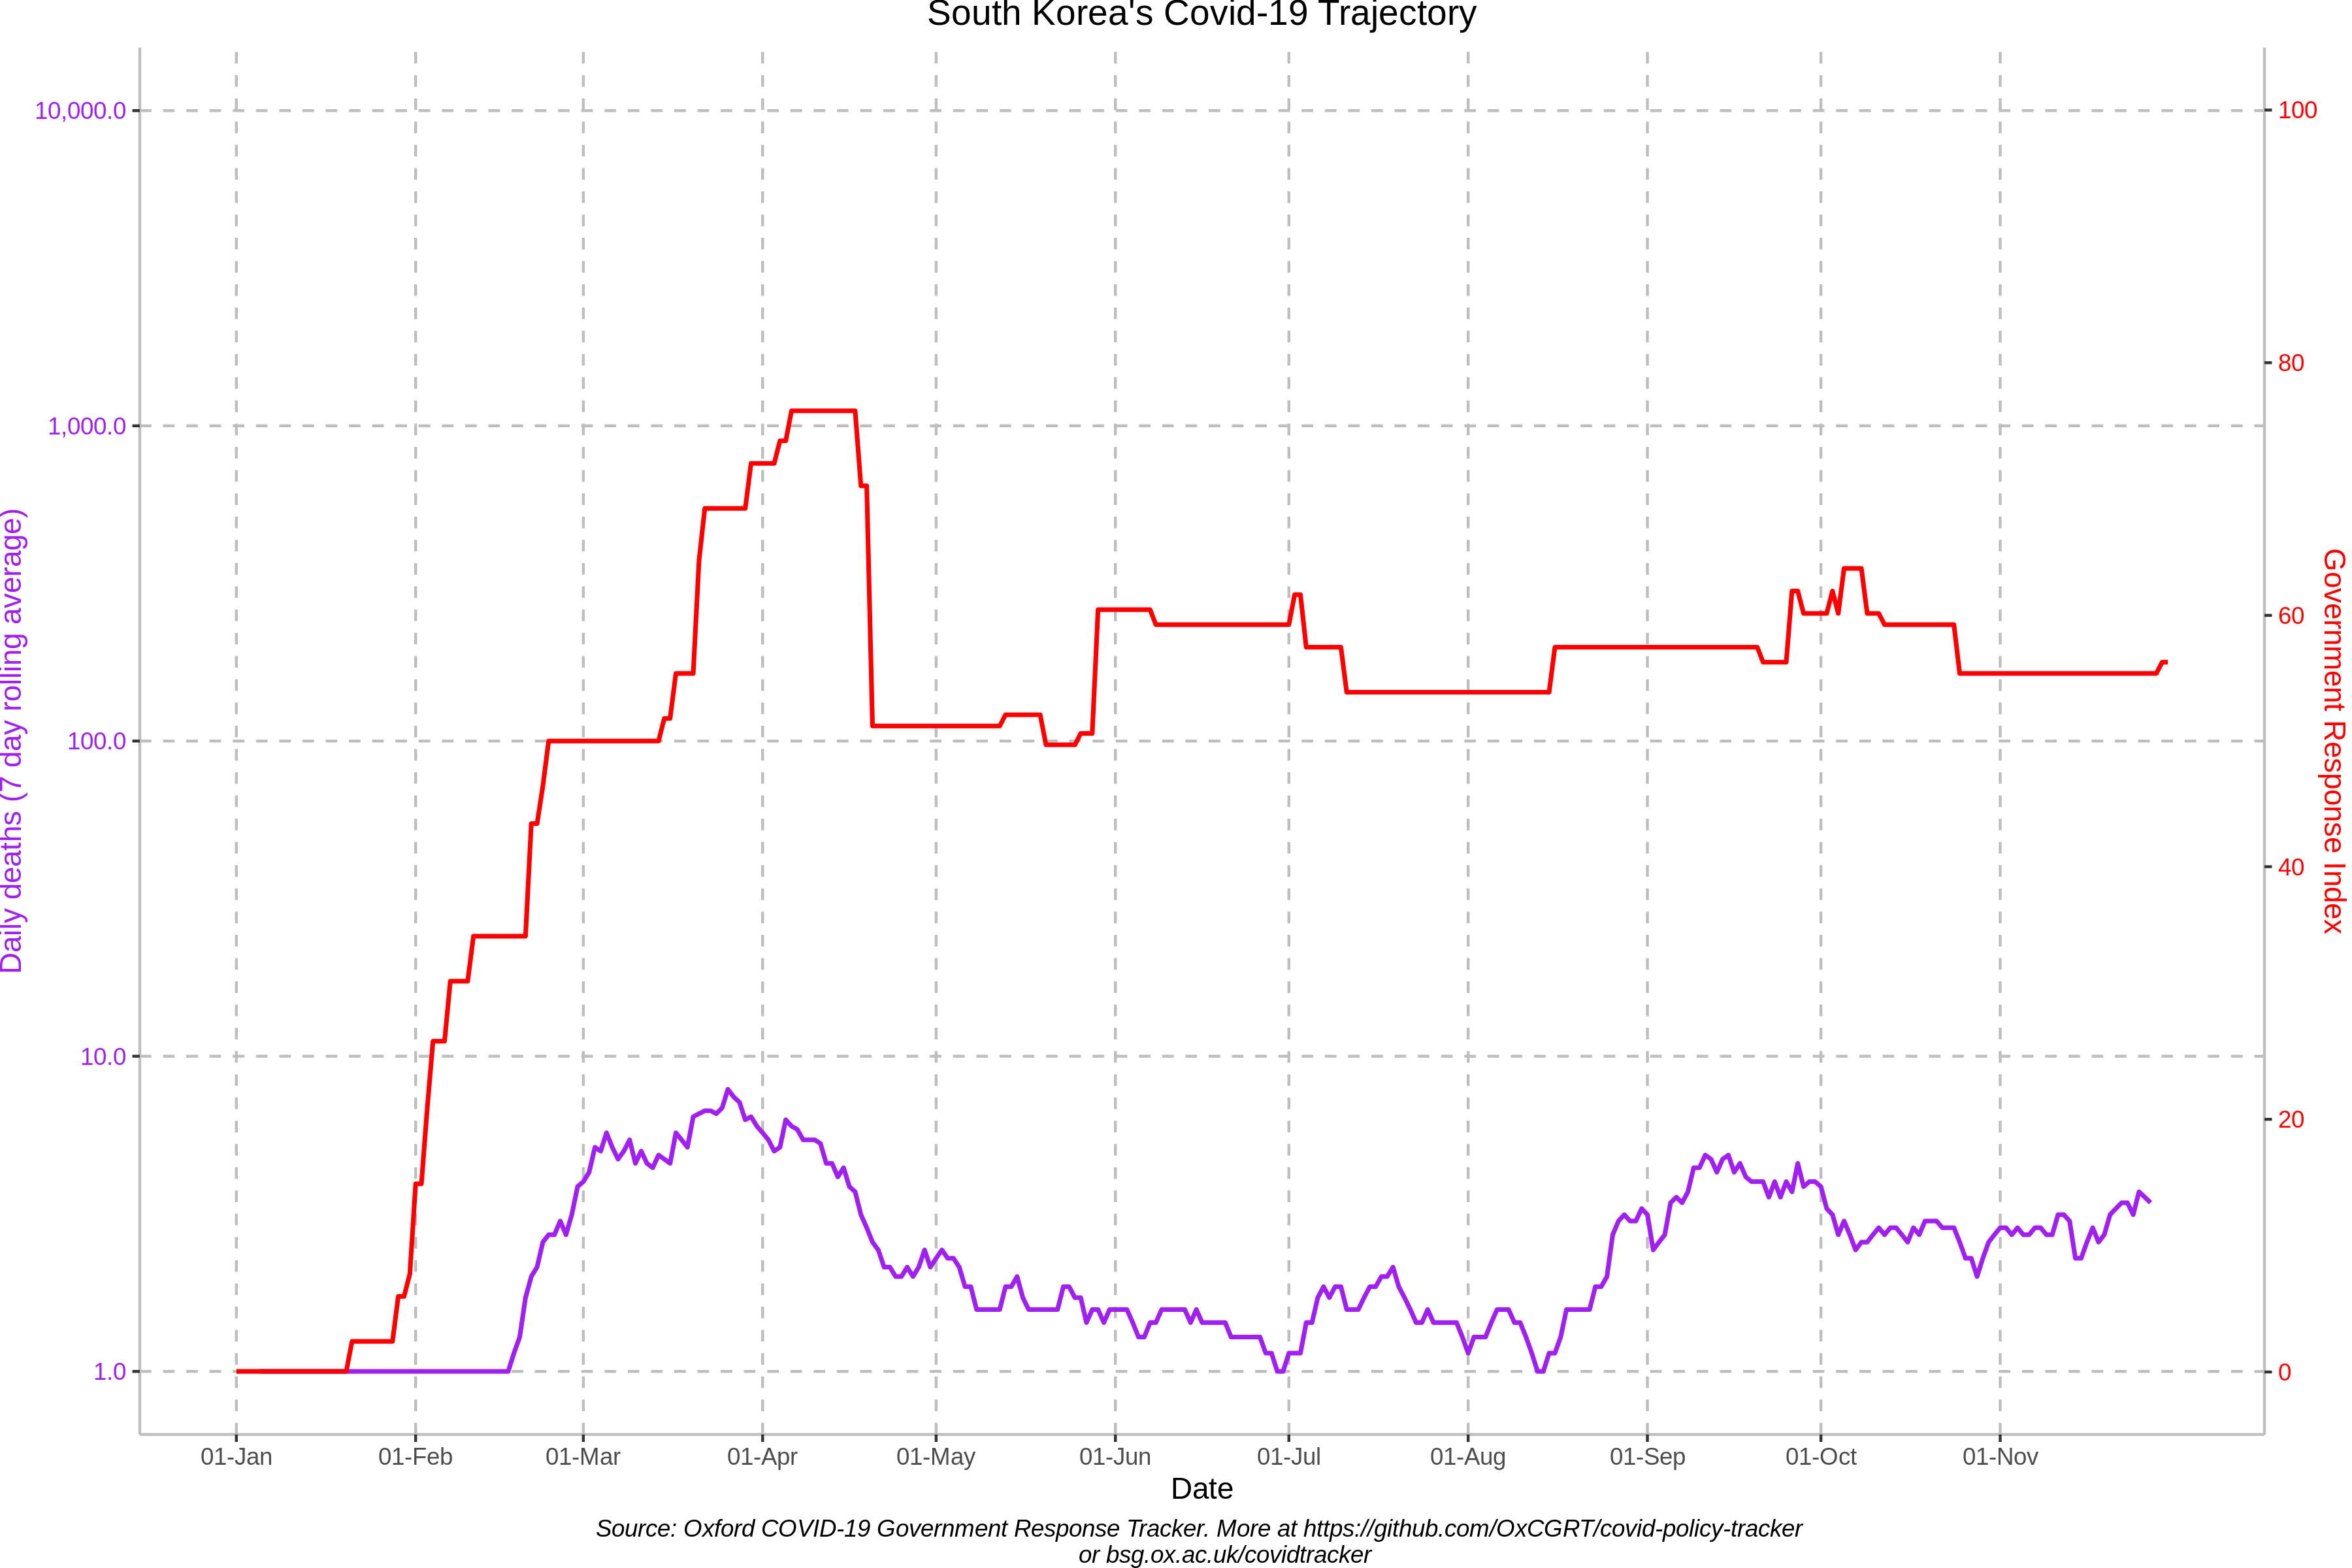 South Korea's Covid-19 Trajectory
10,000.0
1,000.0
100.0
10.0
1.0
Daily deaths (7 day rolling average)
100
80
60
40
20
0
Government Response Index
01-Jan 01-Feb 01-Mar 01-Apr 01-May 01-Jun 01-Jul 01-Aug 01-Sep 01-Oct 01-Nov
Date
Source: Oxford COVID-19 Government Response Tracker. More at https://github.com/OxCGRT/covid-policy-tracker
or bsg.ox.ac.uk/covidtracker